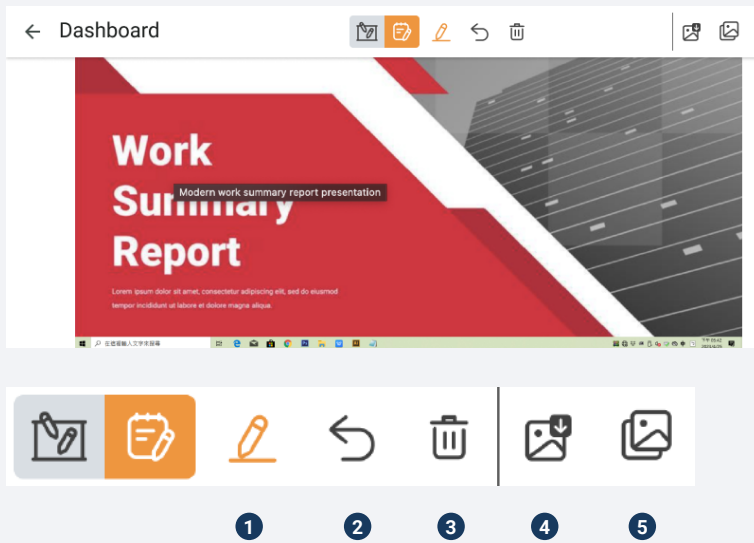 Dashboard
Work
Summary
Modern work summary report presentation
Report
Lorem ipsum dolor sit amet, consectetur adipiscing elit, sed do eiusmod
tempor incididunt ut labore et dolore magna aliqua
1 2 3 4 5